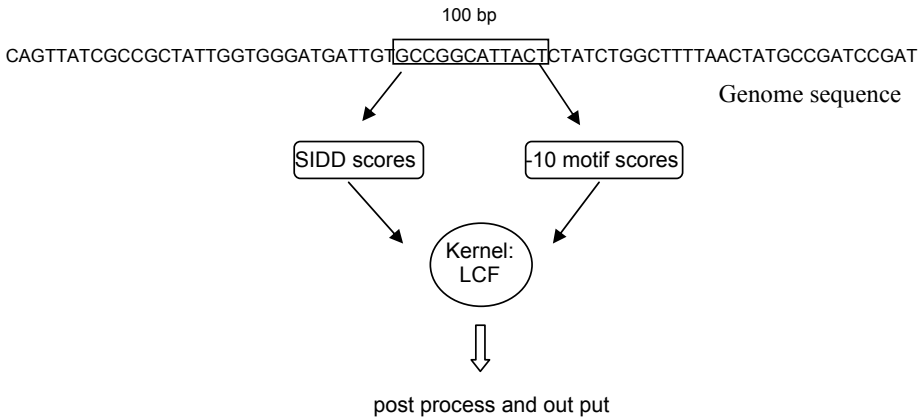 100 bp
CAGTTATCGCCGCTATTGGTGGGATGATTGTGCCGGCATTACTCTATCTGGCTTTTAACTATGCCGATCCGAT
Genome sequence
SIDD scores
-10 motif scores
Kernel:
LCF
post process and out put